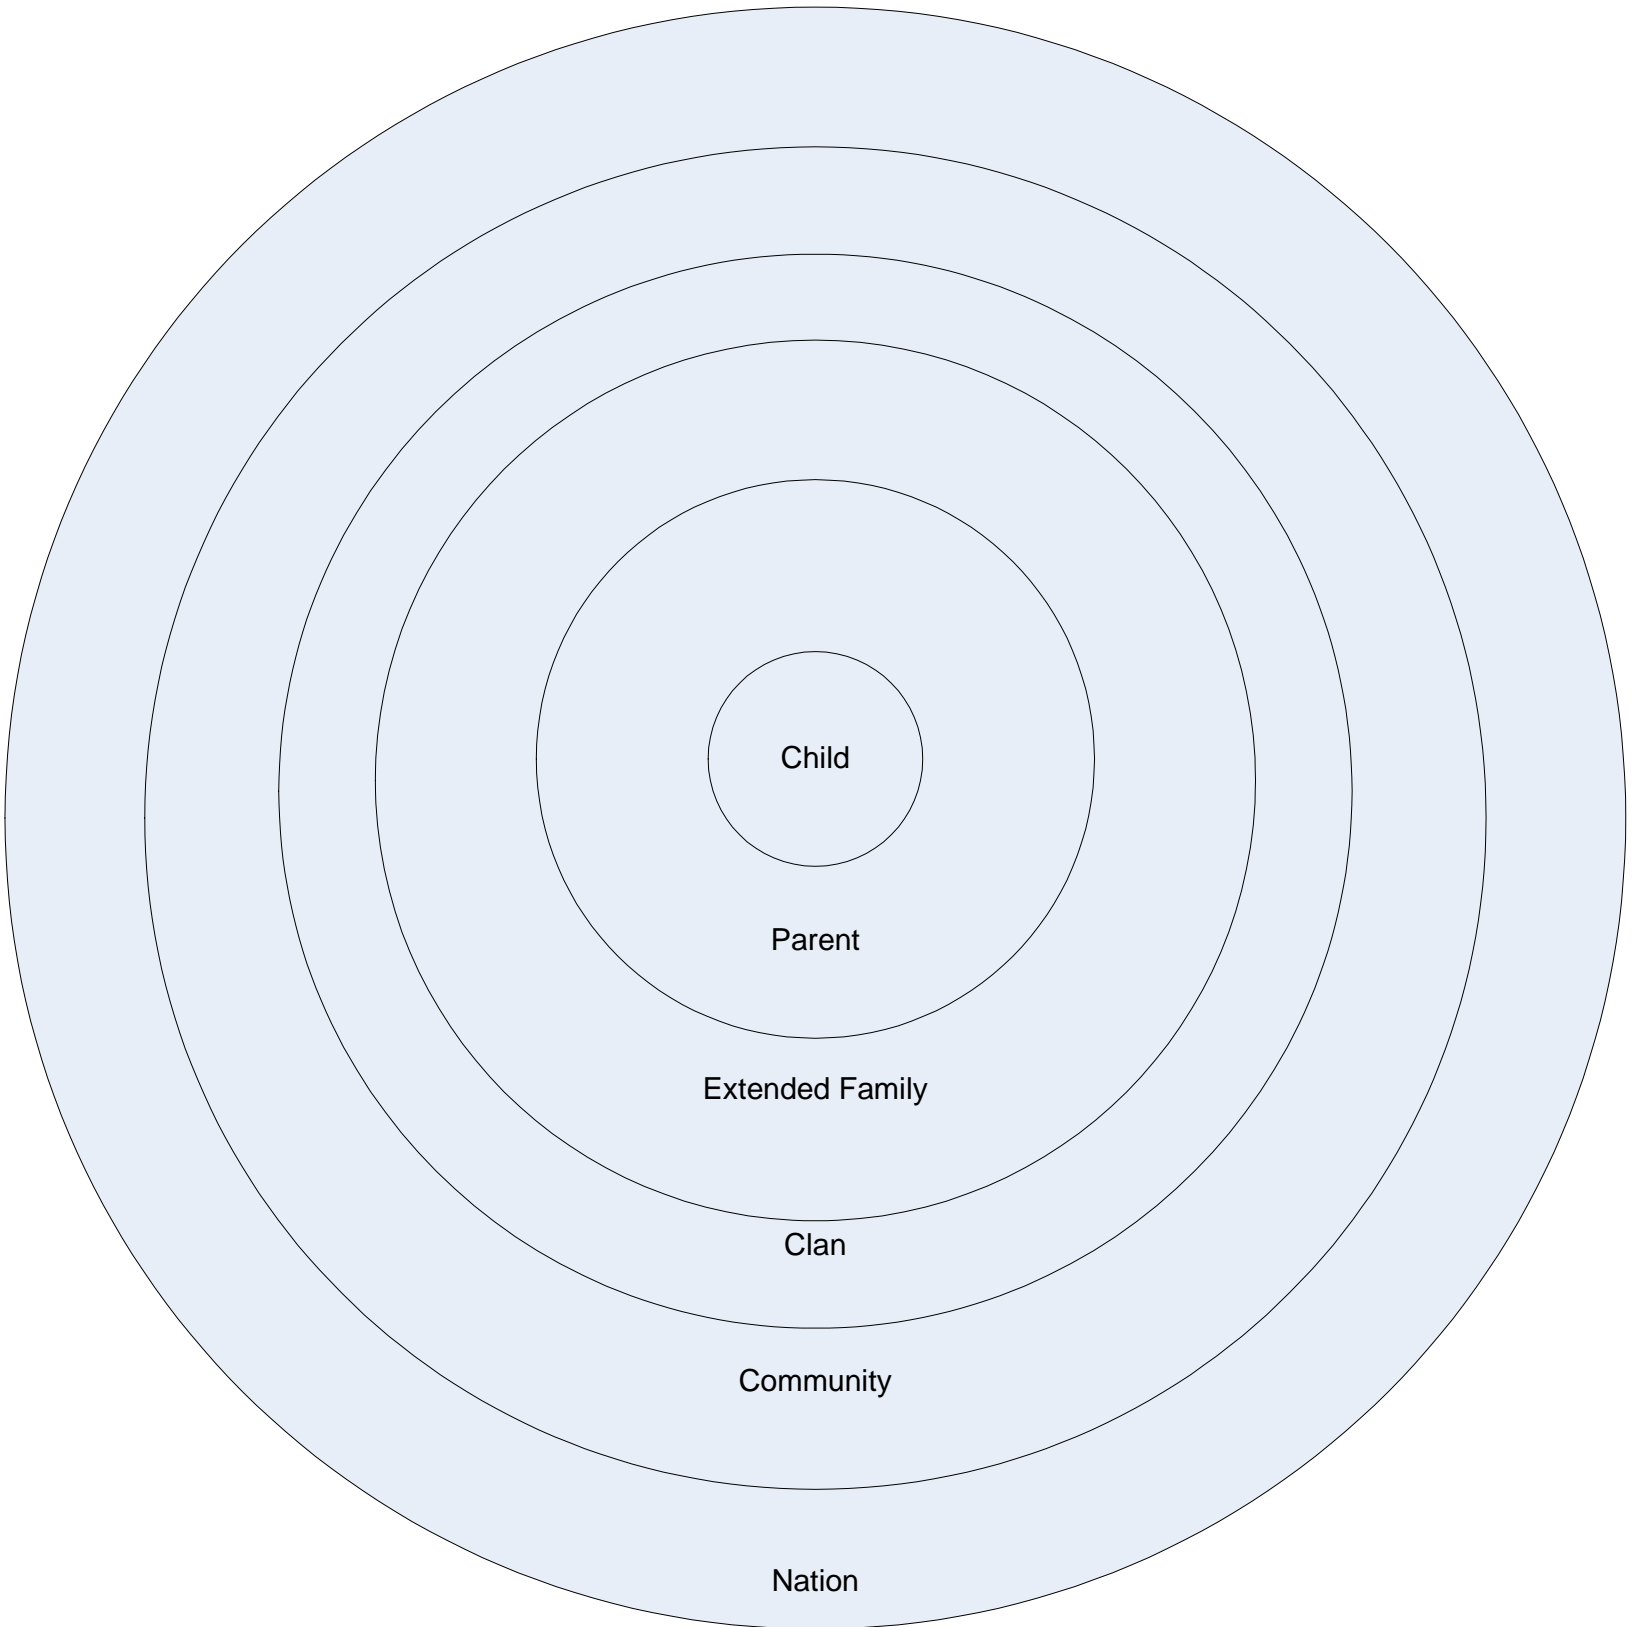 Child
Parent
Extended Family
Clan
Community
Nation